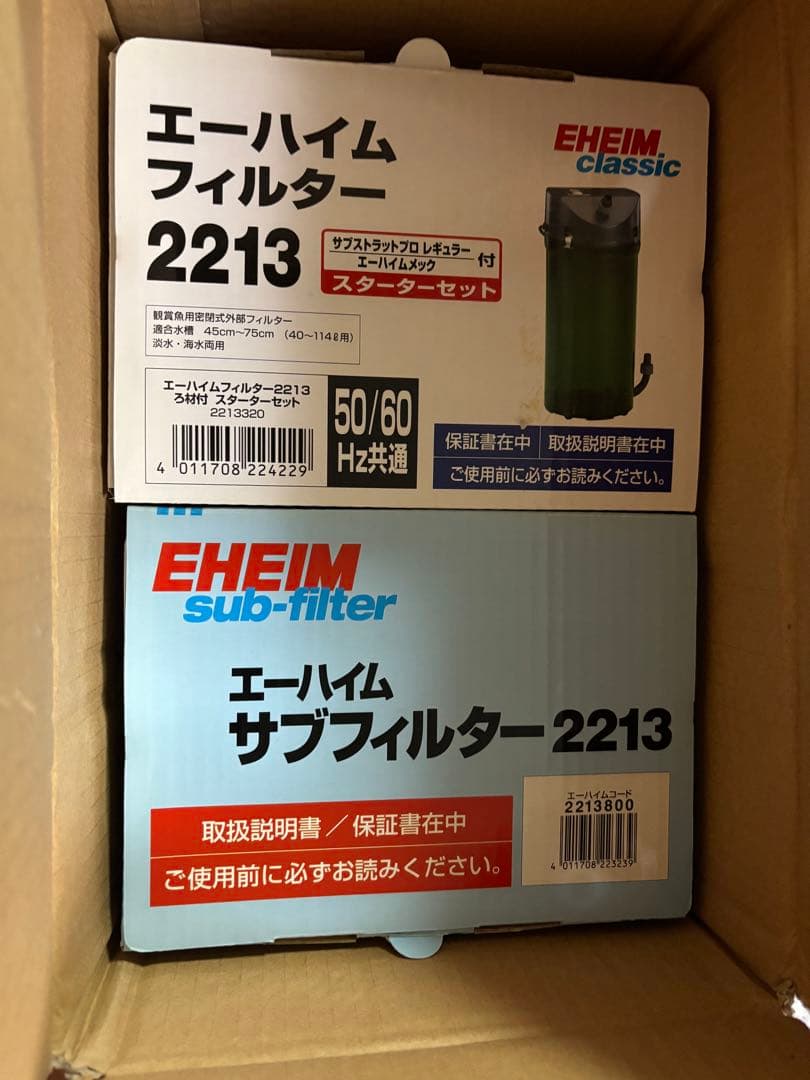 エーハイム
フィルター
2213
EHEIM
classic
サブストラットプロ レギュラー
エーハイムメック
付
スターターセット
観賞魚用密閉式外部フィルター
適合水槽 45cm～75cm (40～114ℓ用)
淡水・海水両用
エーハイムフィルター2213
ろ材付 スターターセット
2213320
4 011708 224229
50/60
Hz共通
保証書在中 取扱説明書在中
ご使用前に必ずお読みください。
EHEIM
sub-filter
エーハイム
サブフィルター2213
取扱説明書／保証書在中
ご使用前に必ずお読みください。
エーハイムコード
2213800
4 011708 223239